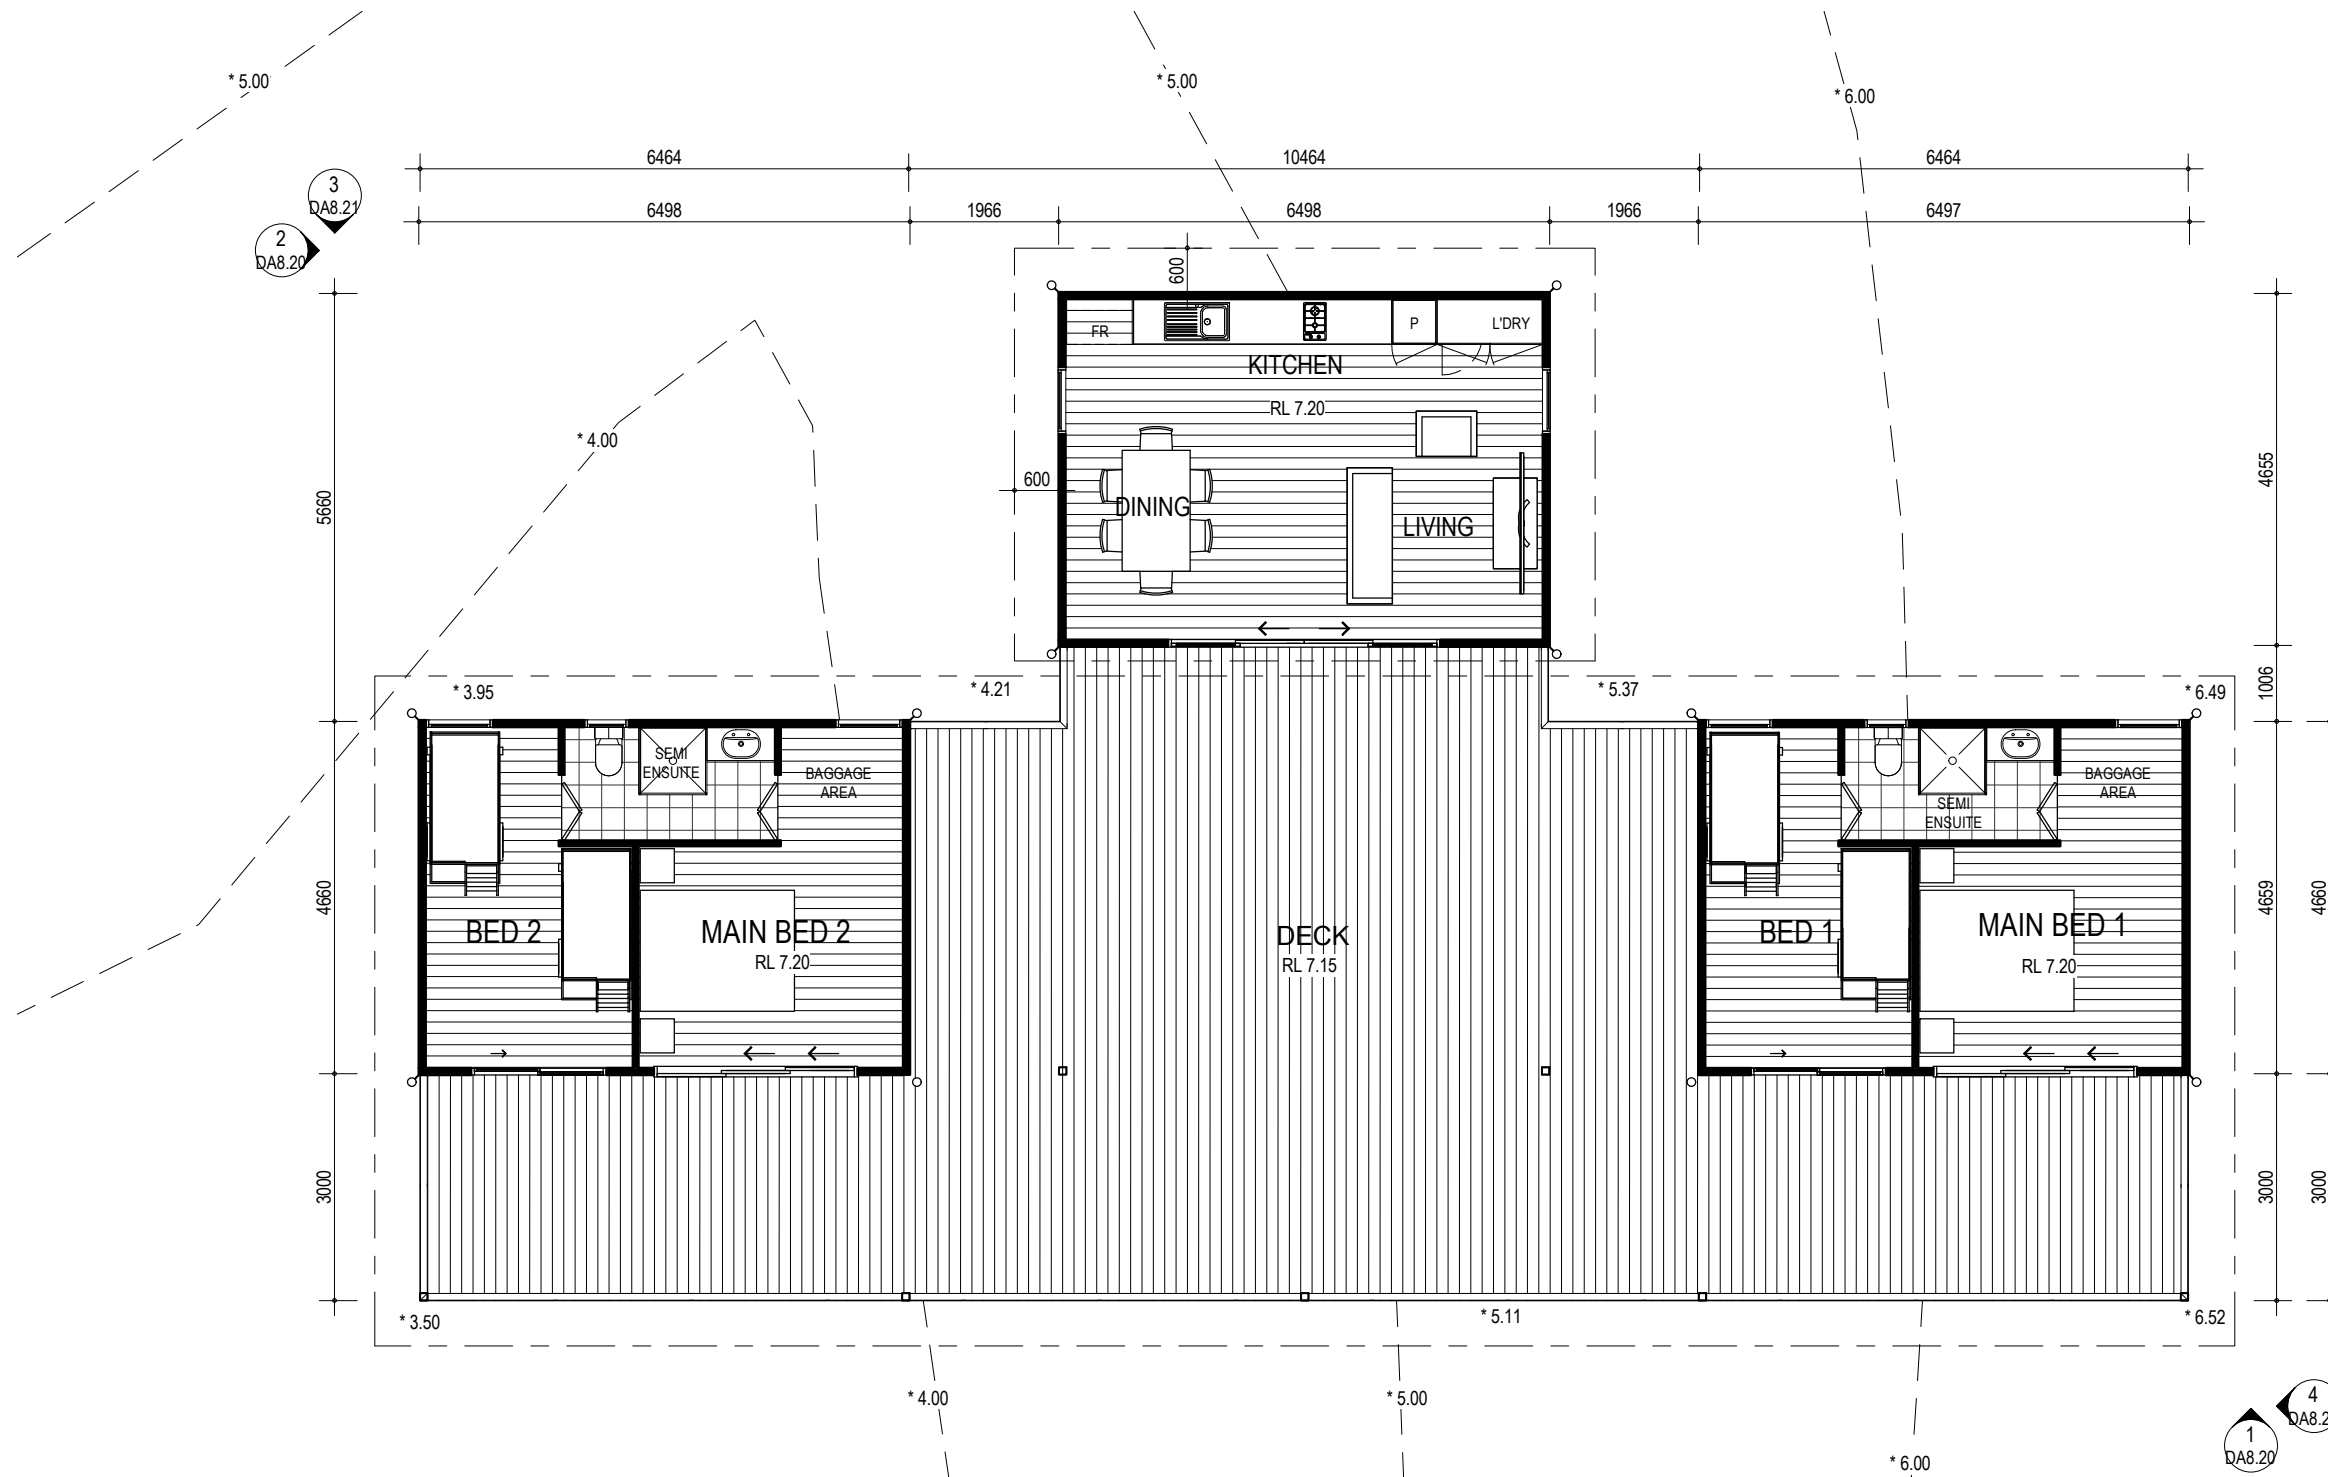 * 5.00
* 5.00
* 6.00
6464
10464
6464
3
DA8.21
6498
1966
6498
1966
6497
2
DA8.20
600
FR
P
L'DRY
KITCHEN
RL 7.20
* 4.00
5660
4655
600
DINING
LIVING
* 3.95
* 4.21
* 5.37
1006
* 6.49
SEMI
ENSUITE
BAGGAGE
AREA
BAGGAGE
AREA
SEMI
ENSUITE
4660
BED 2
MAIN BED 2
RL 7.20
DECK
RL 7.15
BED 1
MAIN BED 1
RL 7.20
4659
4660
3000
3000
3000
* 3.50
* 5.11
* 6.52
* 4.00
* 5.00
4
DA8.2
1
DA8.20
* 6.00